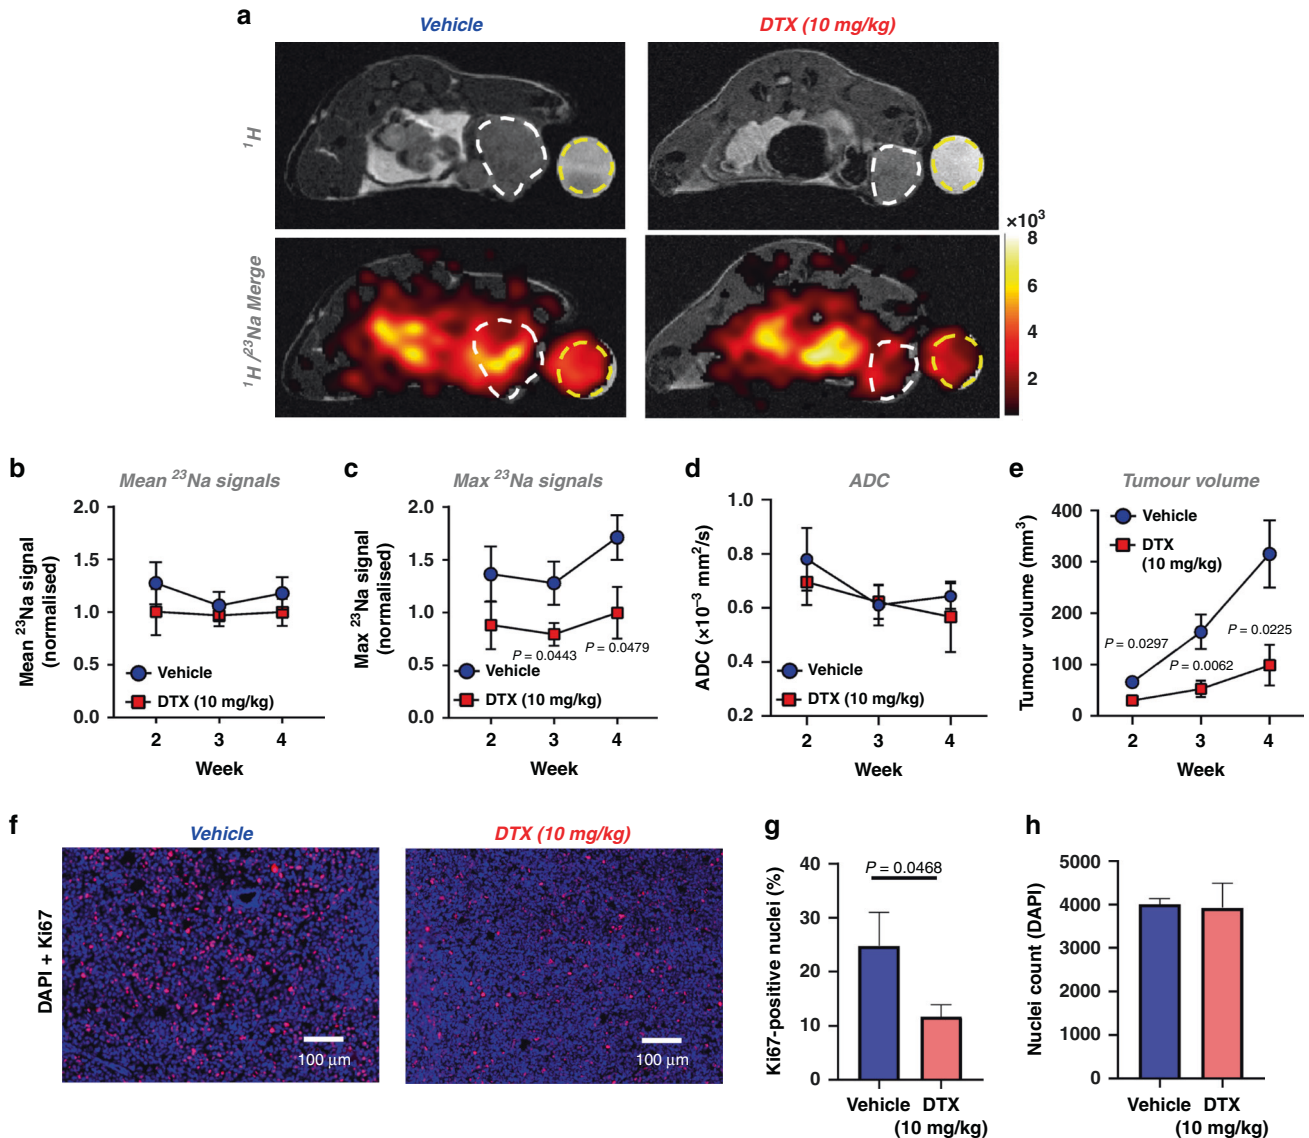 a
Vehicle
DTX (10 mg/kg)
¹H
¹H /²³Na Merge
×10³
8
6
4
2
b
Mean ²³Na signals
Mean ²³Na signal
(normalised)
2.0
1.5
1.0
0.5
0.0
Vehicle
DTX (10 mg/kg)
2
3
4
Week
c
Max ²³Na signals
Max ²³Na signal
(normalised)
2.0
1.5
1.0
0.5
0.0
P = 0.0443
P = 0.0479
Vehicle
DTX (10 mg/kg)
2
3
4
Week
d
ADC
ADC (×10⁻³ mm²/s)
1.0
0.8
0.6
0.4
0.2
Vehicle
DTX (10 mg/kg)
2
3
4
Week
e
Tumour volume
Tumour volume (mm³)
400
300
200
100
0
Vehicle
DTX
(10 mg/kg)
P = 0.0297
P = 0.0062
P = 0.0225
2
3
4
Week
f
Vehicle
DTX (10 mg/kg)
DAPI + Ki67
100 µm
100 µm
g
Ki67-positive nuclei (%)
40
30
20
10
0
P = 0.0468
Vehicle
DTX
(10 mg/kg)
h
Nuclei count (DAPI)
5000
4000
3000
2000
1000
0
Vehicle
DTX
(10 mg/kg)